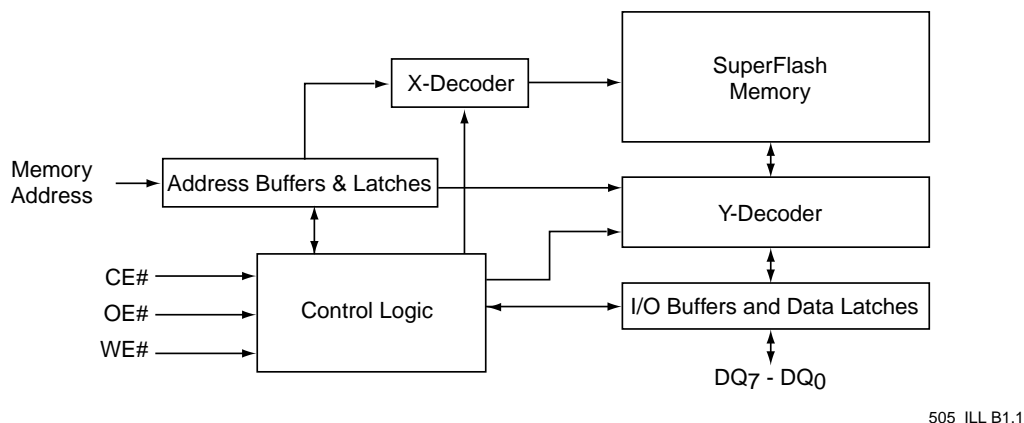 X-Decoder
SuperFlash
Memory
Memory
Address
Address Buffers & Latches
Y-Decoder
CE#
OE#
WE#
Control Logic
I/O Buffers and Data Latches
DQ7 - DQ0
505 ILL B1.1